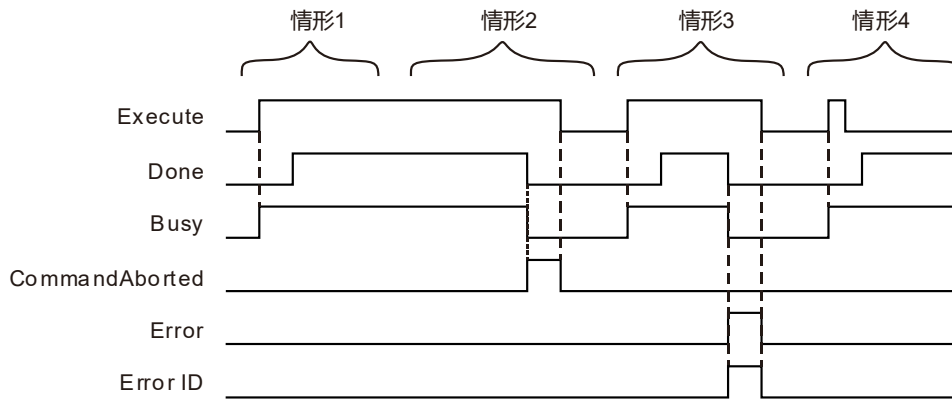 情形1 情形2 情形3 情形4
Execute
Done
Busy
CommandAborted
Error
Error ID